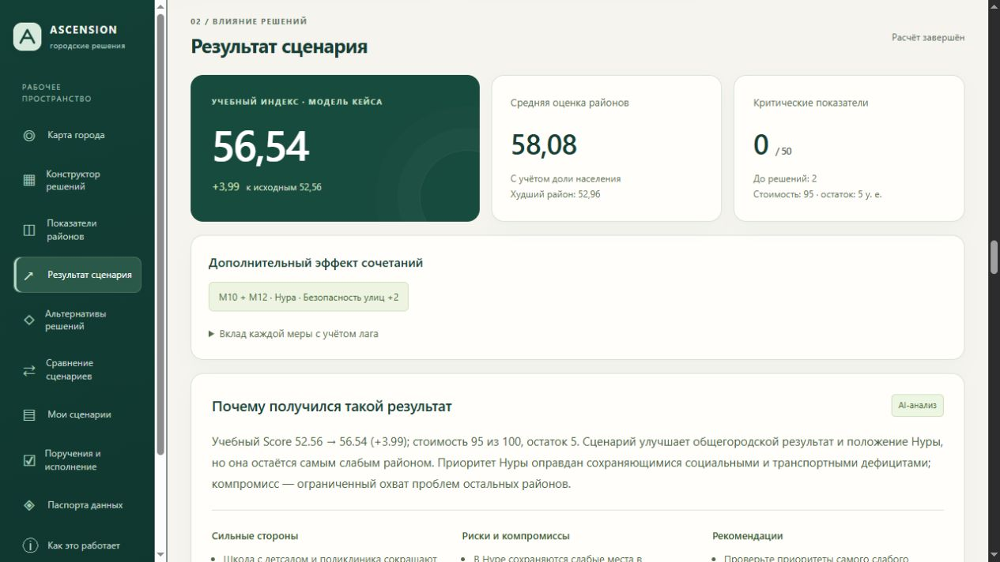 ASCENSION
городские решения
РАБОЧЕЕ
ПРОСТРАНСТВО
Карта города
Конструктор
решений
Показатели
районов
Результат сценария
Альтернативы
решений
Сравнение
сценариев
Мои сценарии
Поручения и
исполнение
Паспорта данных
Как это работает
02 / ВЛИЯНИЕ РЕШЕНИЙ
Результат сценария
Расчёт завершён
УЧЕБНЫЙ ИНДЕКС · МОДЕЛЬ КЕЙСА
56,54
+3,99 к исходным 52,56
Средняя оценка районов
58,08
С учётом доли населения
Худший район: 52,96
Критические показатели
0 / 50
До решений: 2
Стоимость: 95 · остаток: 5 у. е.
Дополнительный эффект сочетаний
M10 + M12 · Нура · Безопасность улиц +2
Вклад каждой меры с учётом лага
Почему получился такой результат
AI-анализ
Учебный Score 52.56 → 56.54 (+3.99); стоимость 95 из 100, остаток 5. Сценарий улучшает общегородской результат и положение Нуры,
но она остаётся самым слабым районом. Приоритет Нуры оправдан сохраняющимися социальными и транспортными дефицитами;
компромисс — ограниченный охват проблем остальных районов.
Сильные стороны
Школа с детсадом и поликлиника сокращают
Риски и компромиссы
В Нуре сохраняются слабые места в
Рекомендации
Проверьте приоритеты самого слабого